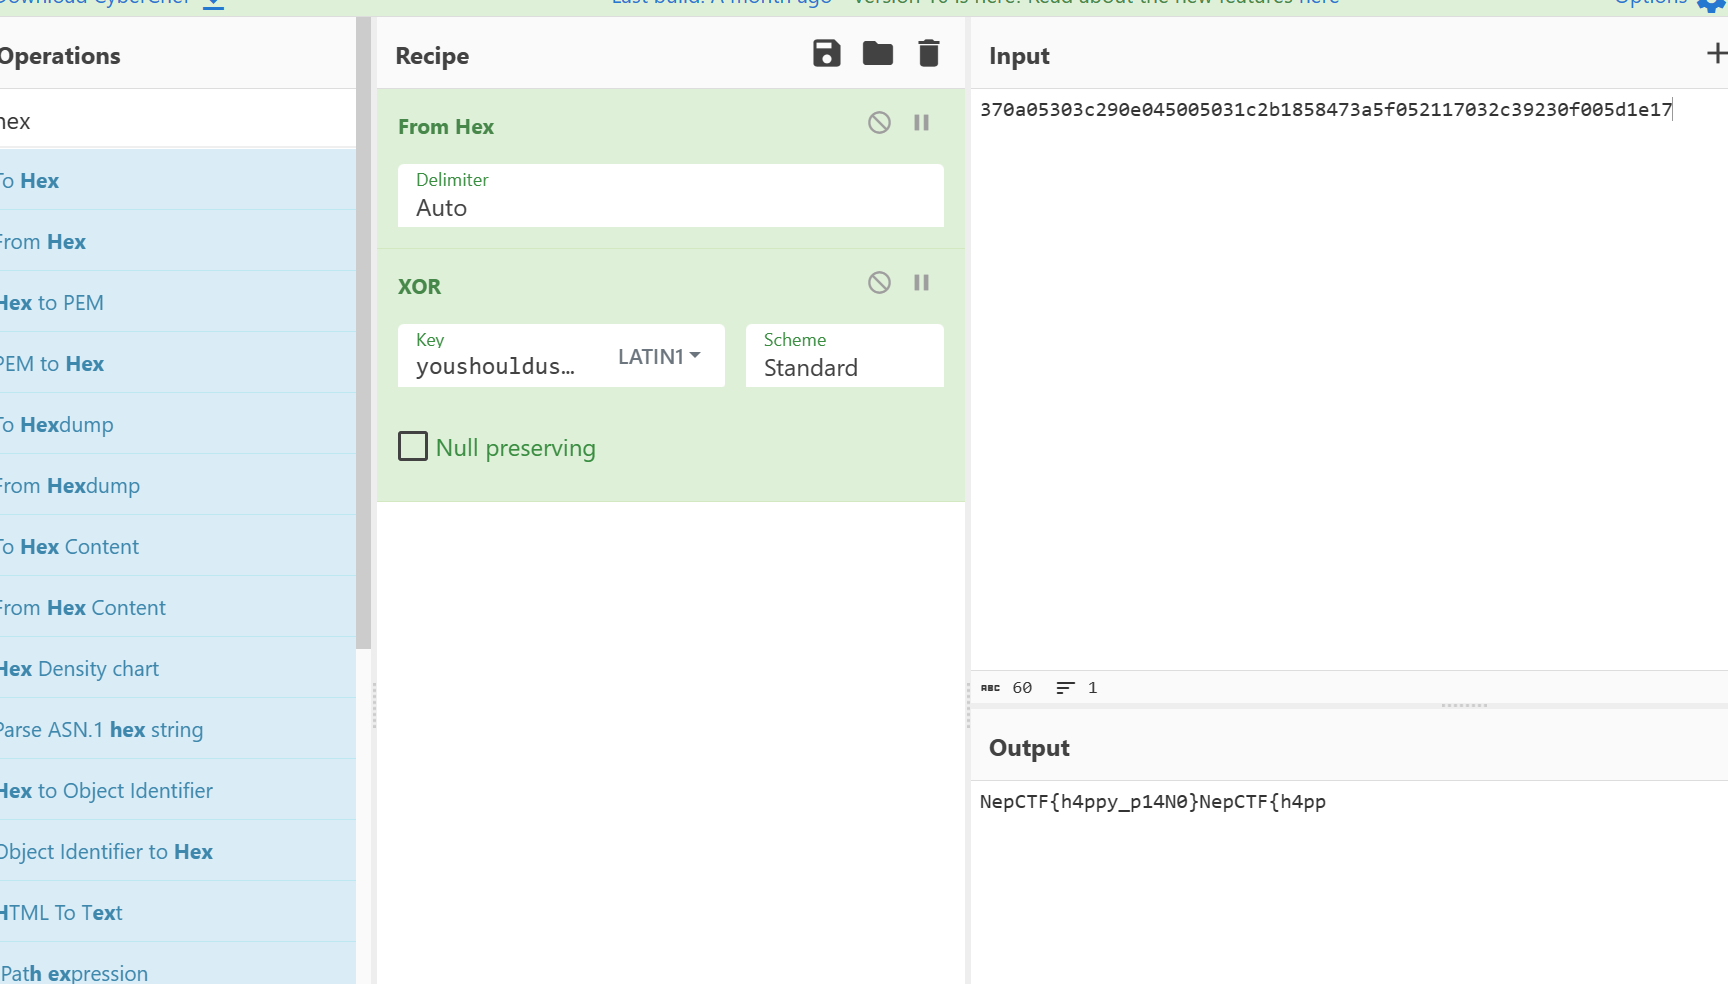 Download CyberChef
Last build: A month ago - Version 10 is here! Read about the new features here
Options
Operations
hex
To Hex
From Hex
Hex to PEM
PEM to Hex
To Hexdump
From Hexdump
To Hex Content
From Hex Content
Hex Density chart
Parse ASN.1 hex string
Hex to Object Identifier
Object Identifier to Hex
HTML To Text
Path expression
Recipe
From Hex
Delimiter
Auto
XOR
Key
youshouldus...
LATIN1
Scheme
Standard
Null preserving
Input
370a05303c290e045005031c2b1858473a5f052117032c39230f005d1e17
ABC 60 1
Output
NepCTF{h4ppy_p14N0}NepCTF{h4pp